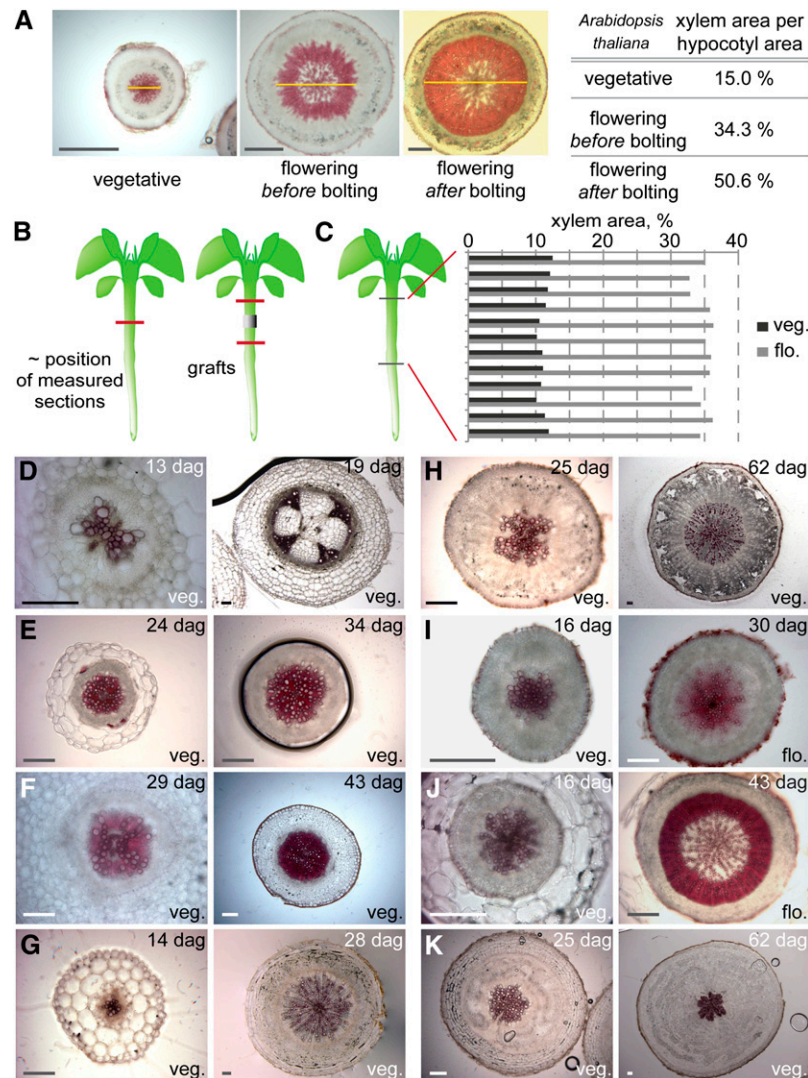 A
vegetative
flowering
before bolting
flowering
after bolting
Arabidopsis
thaliana
xylem area per
hypocotyl area
vegetative
15.0 %
flowering
before bolting
34.3 %
flowering
after bolting
50.6 %
B
~ position
of measured
sections
grafts
C
xylem area, %
0
10
20
30
40
veg.
flo.
D
13 dag
veg.
19 dag
veg.
H
25 dag
veg.
62 dag
veg.
E
24 dag
veg.
34 dag
veg.
I
16 dag
veg.
30 dag
flo.
F
29 dag
veg.
43 dag
veg.
J
16 dag
veg.
43 dag
flo.
G
14 dag
veg.
28 dag
veg.
K
25 dag
veg.
62 dag
veg.